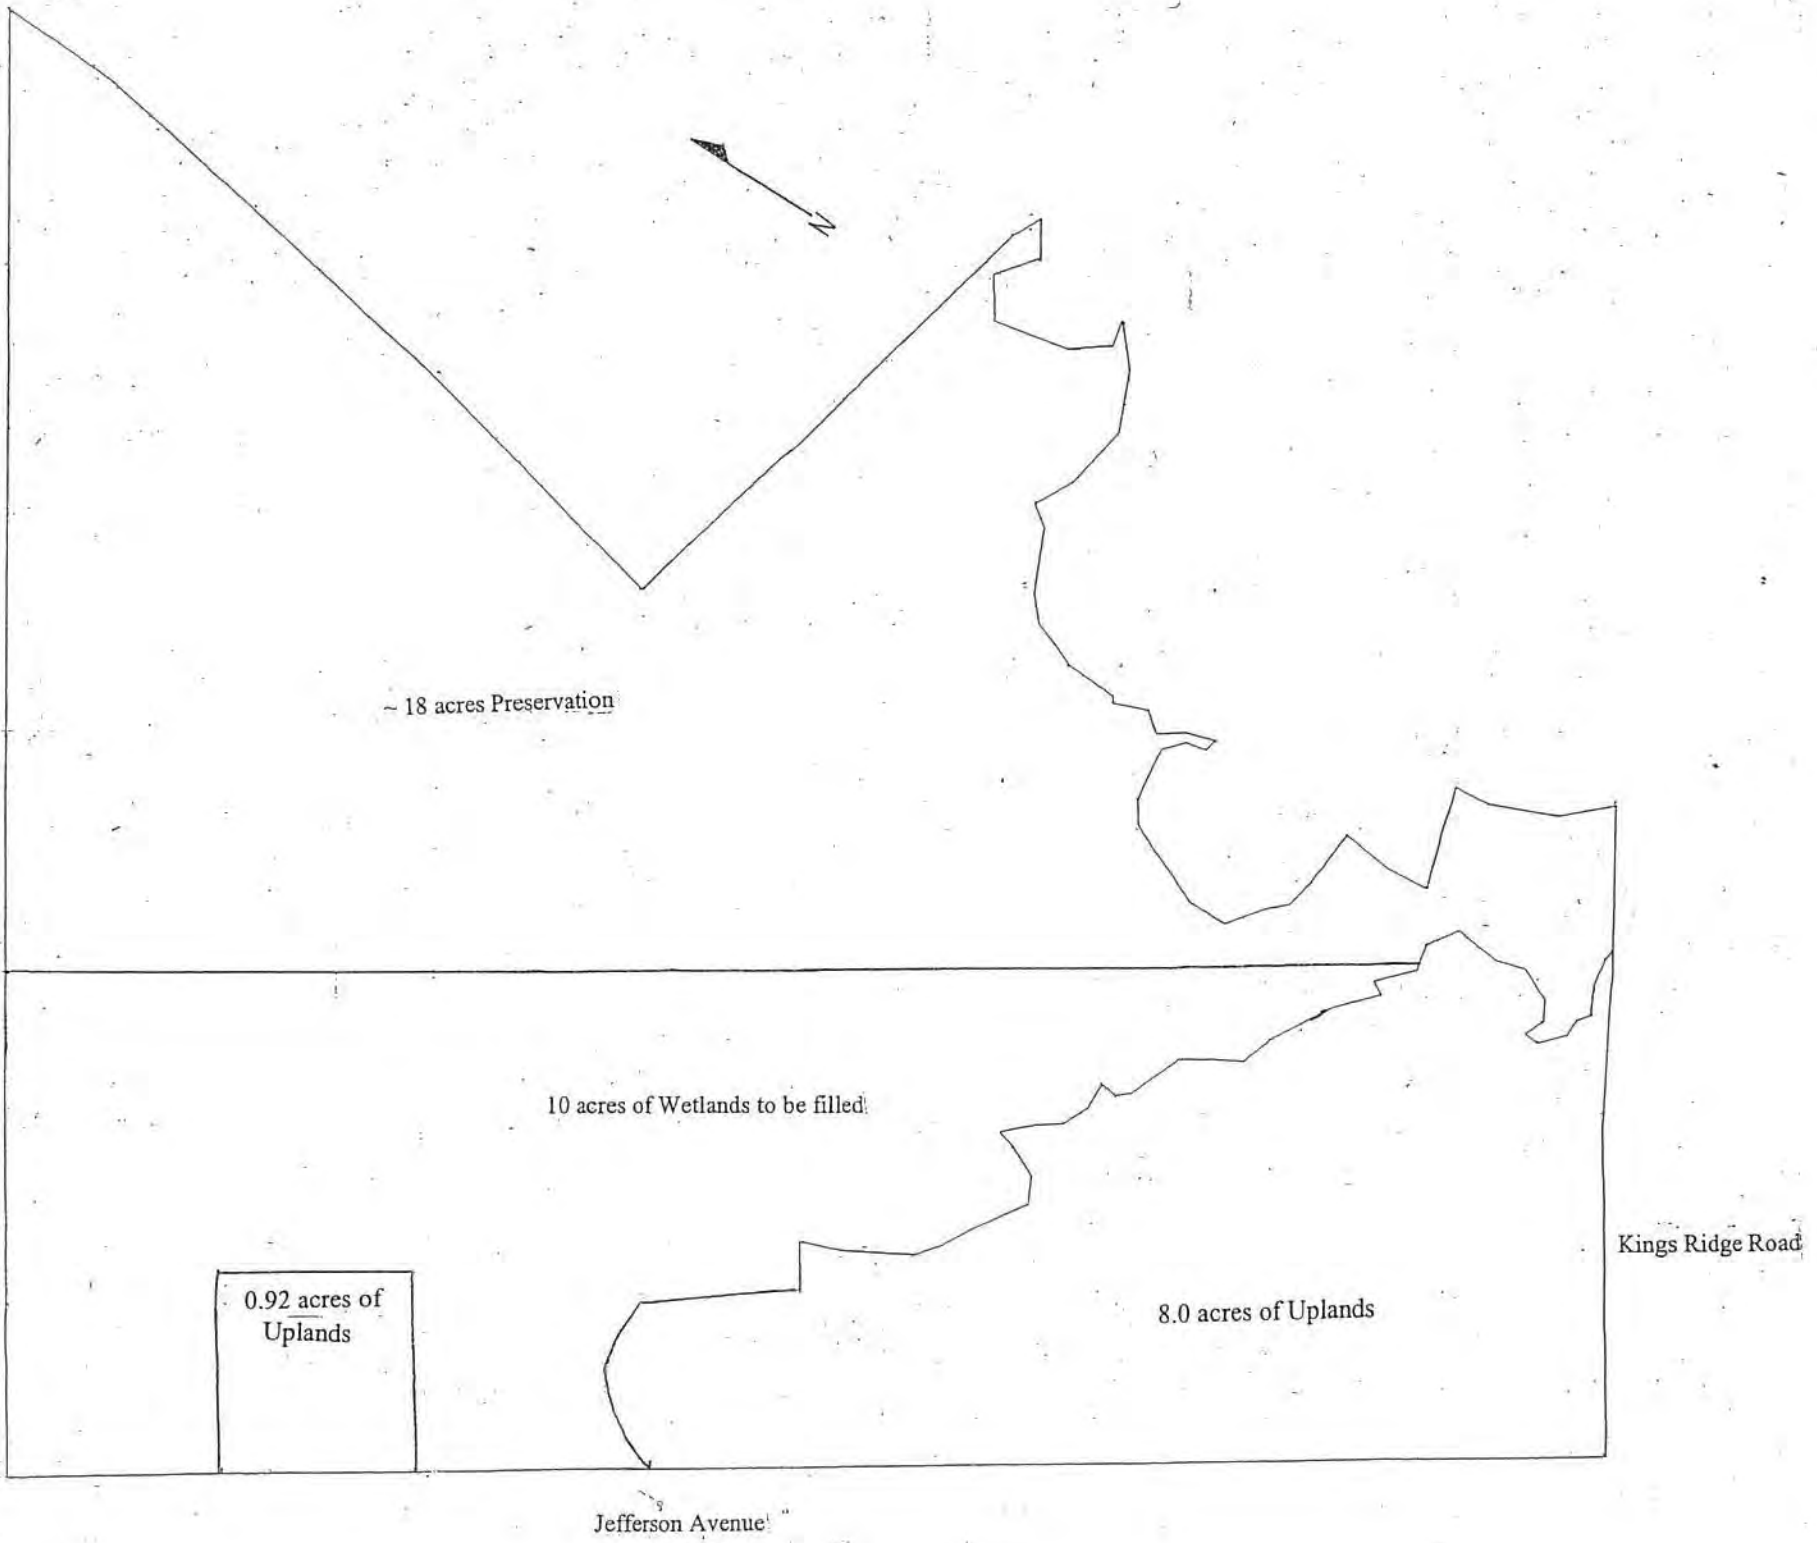 N
~ 18 acres Preservation
10 acres of Wetlands to be filled
0.92 acres of
Uplands
8.0 acres of Uplands
Kings Ridge Road
Jefferson Avenue